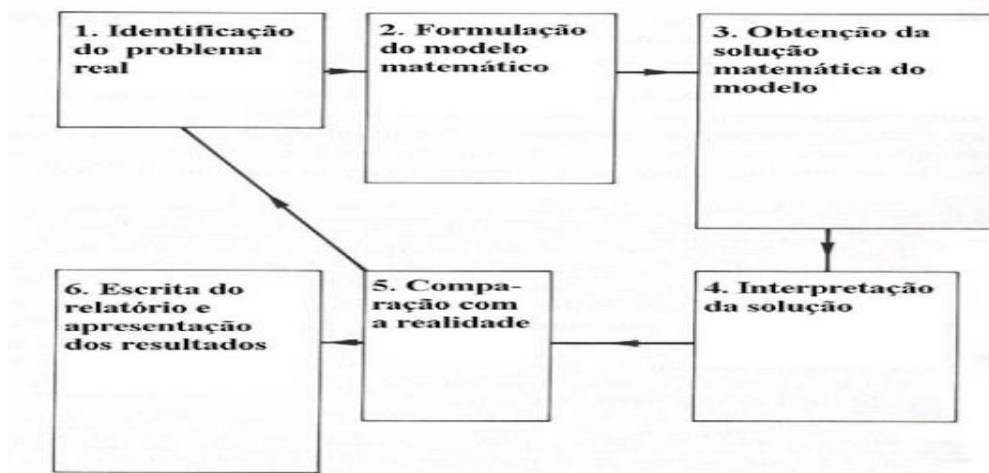 1. Identificação
do problema
real
2. Formulação
do modelo
matemático
3. Obtenção da
solução
matemática do
modelo
4. Interpretação
da solução
5. Compa-
ração com
a realidade
6. Escrita do
relatório e
apresentação
dos resultados